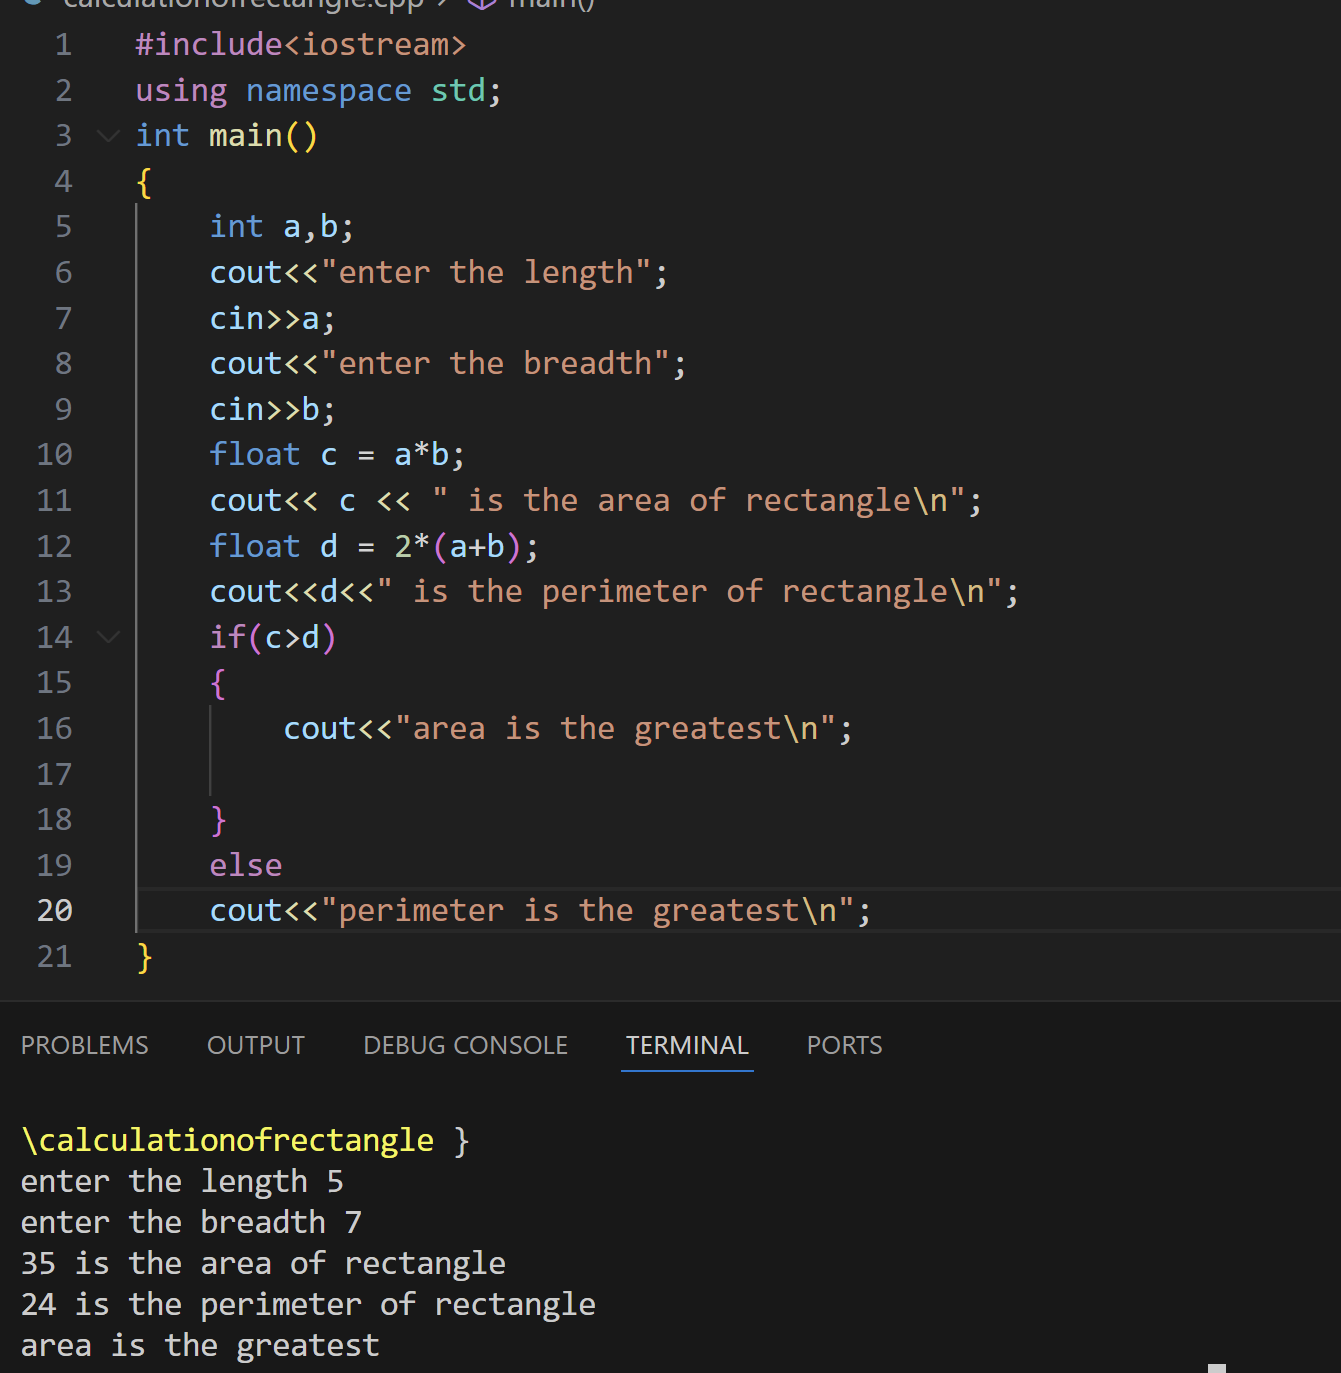 calculationofrectangle.cpp > main()
1 #include<iostream>
2 using namespace std;
3 int main()
4 {
5 int a,b;
6 cout<<"enter the length";
7 cin>>a;
8 cout<<"enter the breadth";
9 cin>>b;
10 float c = a*b;
11 cout<< c << " is the area of rectangle\n";
12 float d = 2*(a+b);
13 cout<<d<<" is the perimeter of rectangle\n";
14 if(c>d)
15 {
16 cout<<"area is the greatest\n";
17
18 }
19 else
20 cout<<"perimeter is the greatest\n";
21 }
PROBLEMS OUTPUT DEBUG CONSOLE TERMINAL PORTS
\calculationofrectangle }
enter the length 5
enter the breadth 7
35 is the area of rectangle
24 is the perimeter of rectangle
area is the greatest